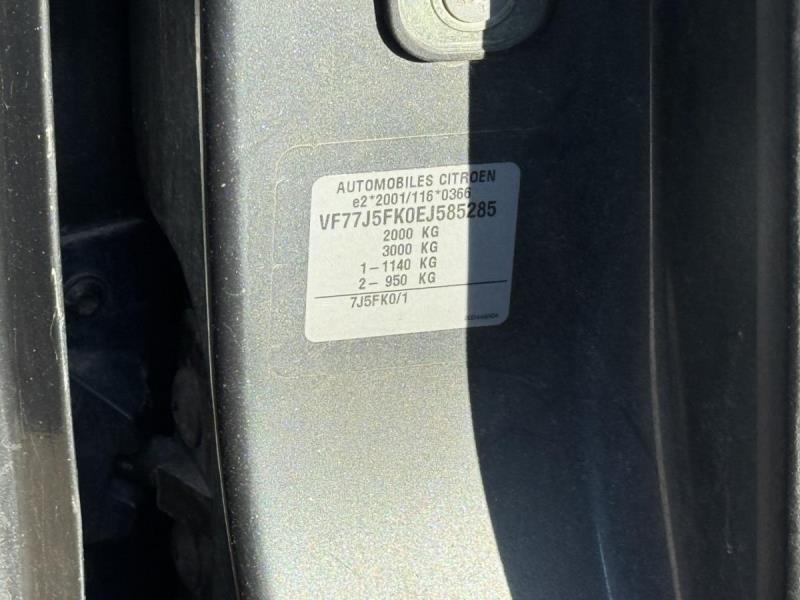 AUTOMOBILES CITROEN
e2*2001/116*0366
VF77J5FK0EJ585285
2000 KG
3000 KG
1-1140 KG
2- 950 KG
7J5FK0/1